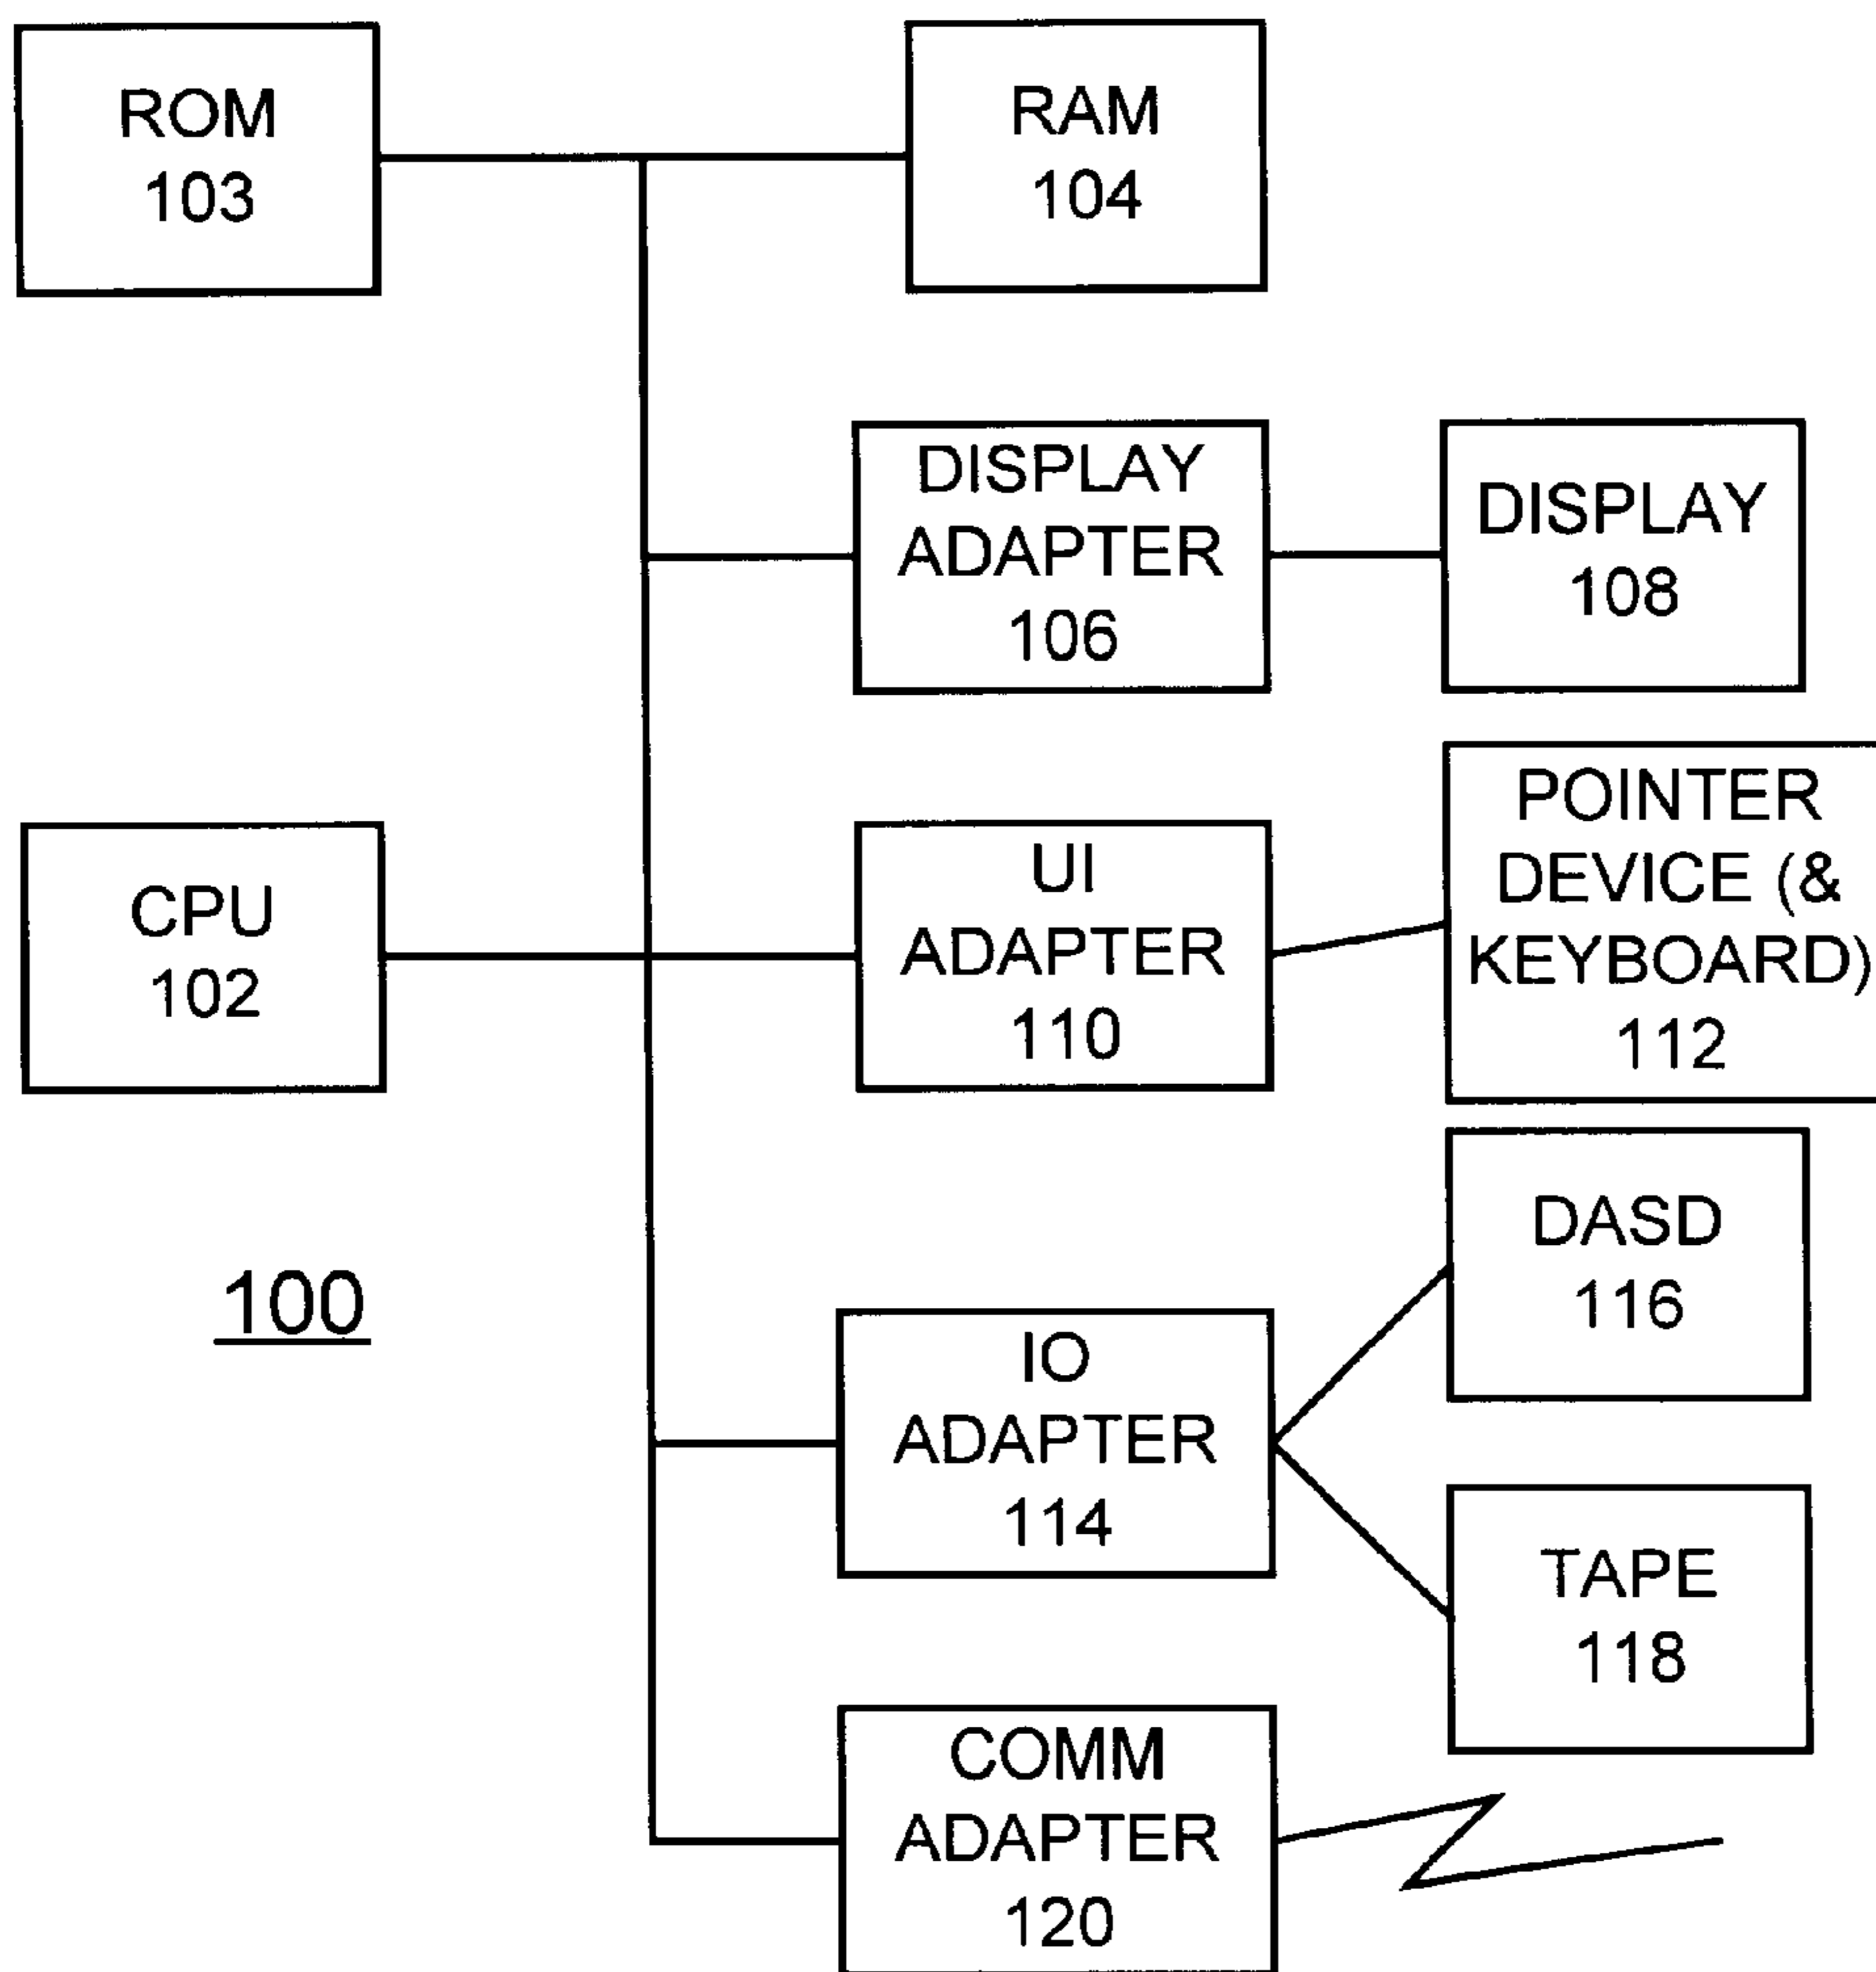 ROM
103
RAM
104
DISPLAY
ADAPTER
106
DISPLAY
108
CPU
102
UI
ADAPTER
110
POINTER
DEVICE (&
KEYBOARD)
112
100
IO
ADAPTER
114
DASD
116
TAPE
118
COMM
ADAPTER
120